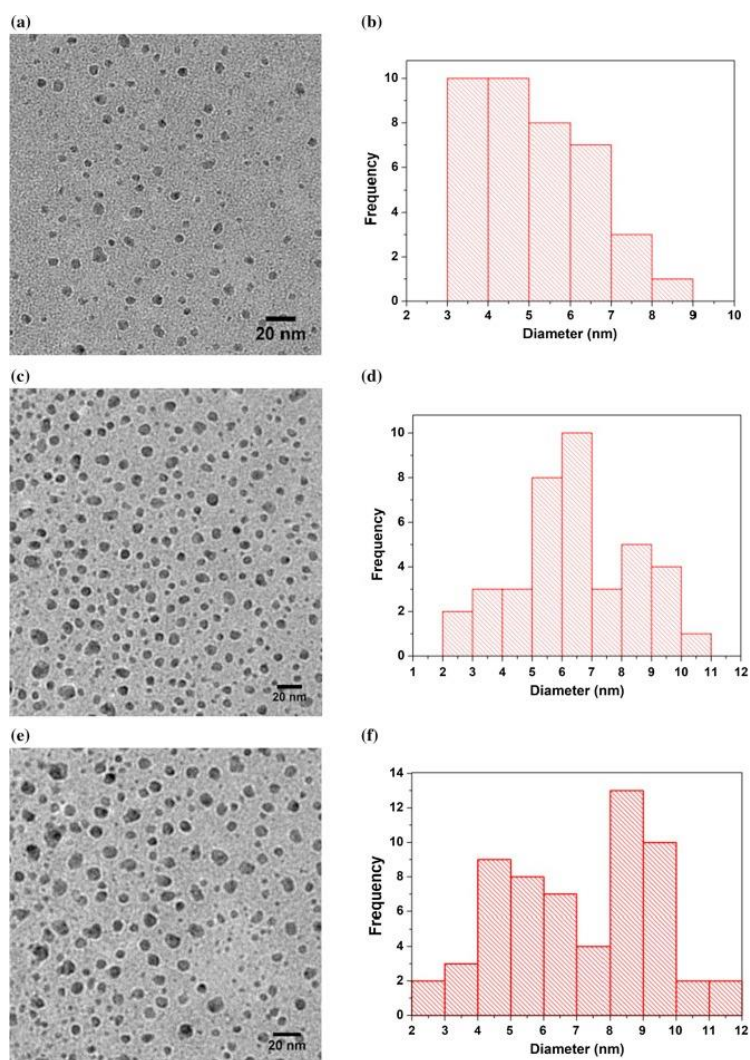 (a)
(b)
20 nm
10
8
6
4
2
0
Frequency
2 3 4 5 6 7 8 9 10
Diameter (nm)
(c)
(d)
20 nm
10
8
6
4
2
0
Frequency
1 2 3 4 5 6 7 8 9 10 11 12
Diameter (nm)
(e)
(f)
20 nm
14
12
10
8
6
4
2
0
Frequency
2 3 4 5 6 7 8 9 10 11 12
Diameter (nm)